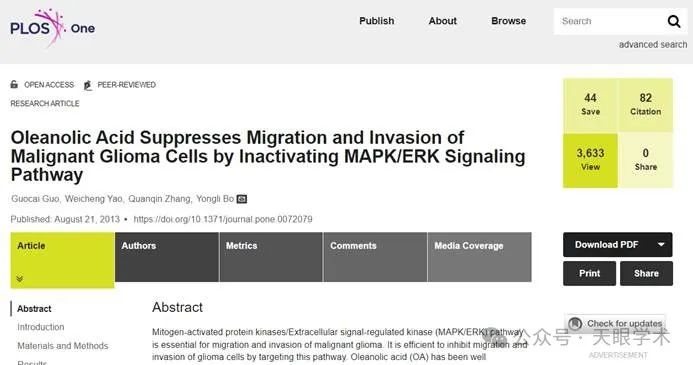 PLOS One
Publish
About
Browse
Search
advanced search
OPEN ACCESS
PEER-REVIEWED
RESEARCH ARTICLE
44
Save
82
Citation
3,633
View
0
Share
Oleanolic Acid Suppresses Migration and Invasion of
Malignant Glioma Cells by Inactivating MAPK/ERK Signaling
Pathway
Guocai Guo, Weicheng Yao, Quanqin Zhang, Yongli Bo
Published: August 21, 2013 • https://doi.org/10.1371/journal.pone.0072079
Article
Authors
Metrics
Comments
Media Coverage
Download PDF
Print
Share
Check for updates
ADVERTISEMENT
Abstract
Introduction
Materials and Methods
Results
Abstract
Mitogen-activated protein kinases/Extracellular signal-regulated kinase (MAPK/ERK) pathway
is essential for migration and invasion of malignant glioma. It is efficient to inhibit migration and
invasion of glioma cells by targeting this pathway. Oleanolic acid (OA) has been well
公众号 · 天眼学术